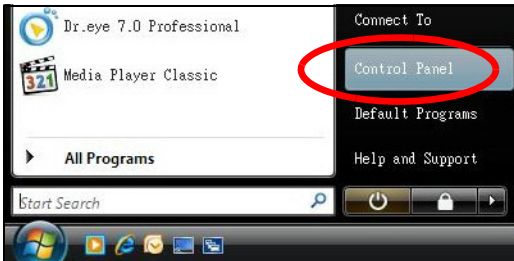 Dr.eye 7.0 Professional
321
Media Player Classic
All Programs
Start Search
Connect To
Control Panel
Default Programs
Help and Support